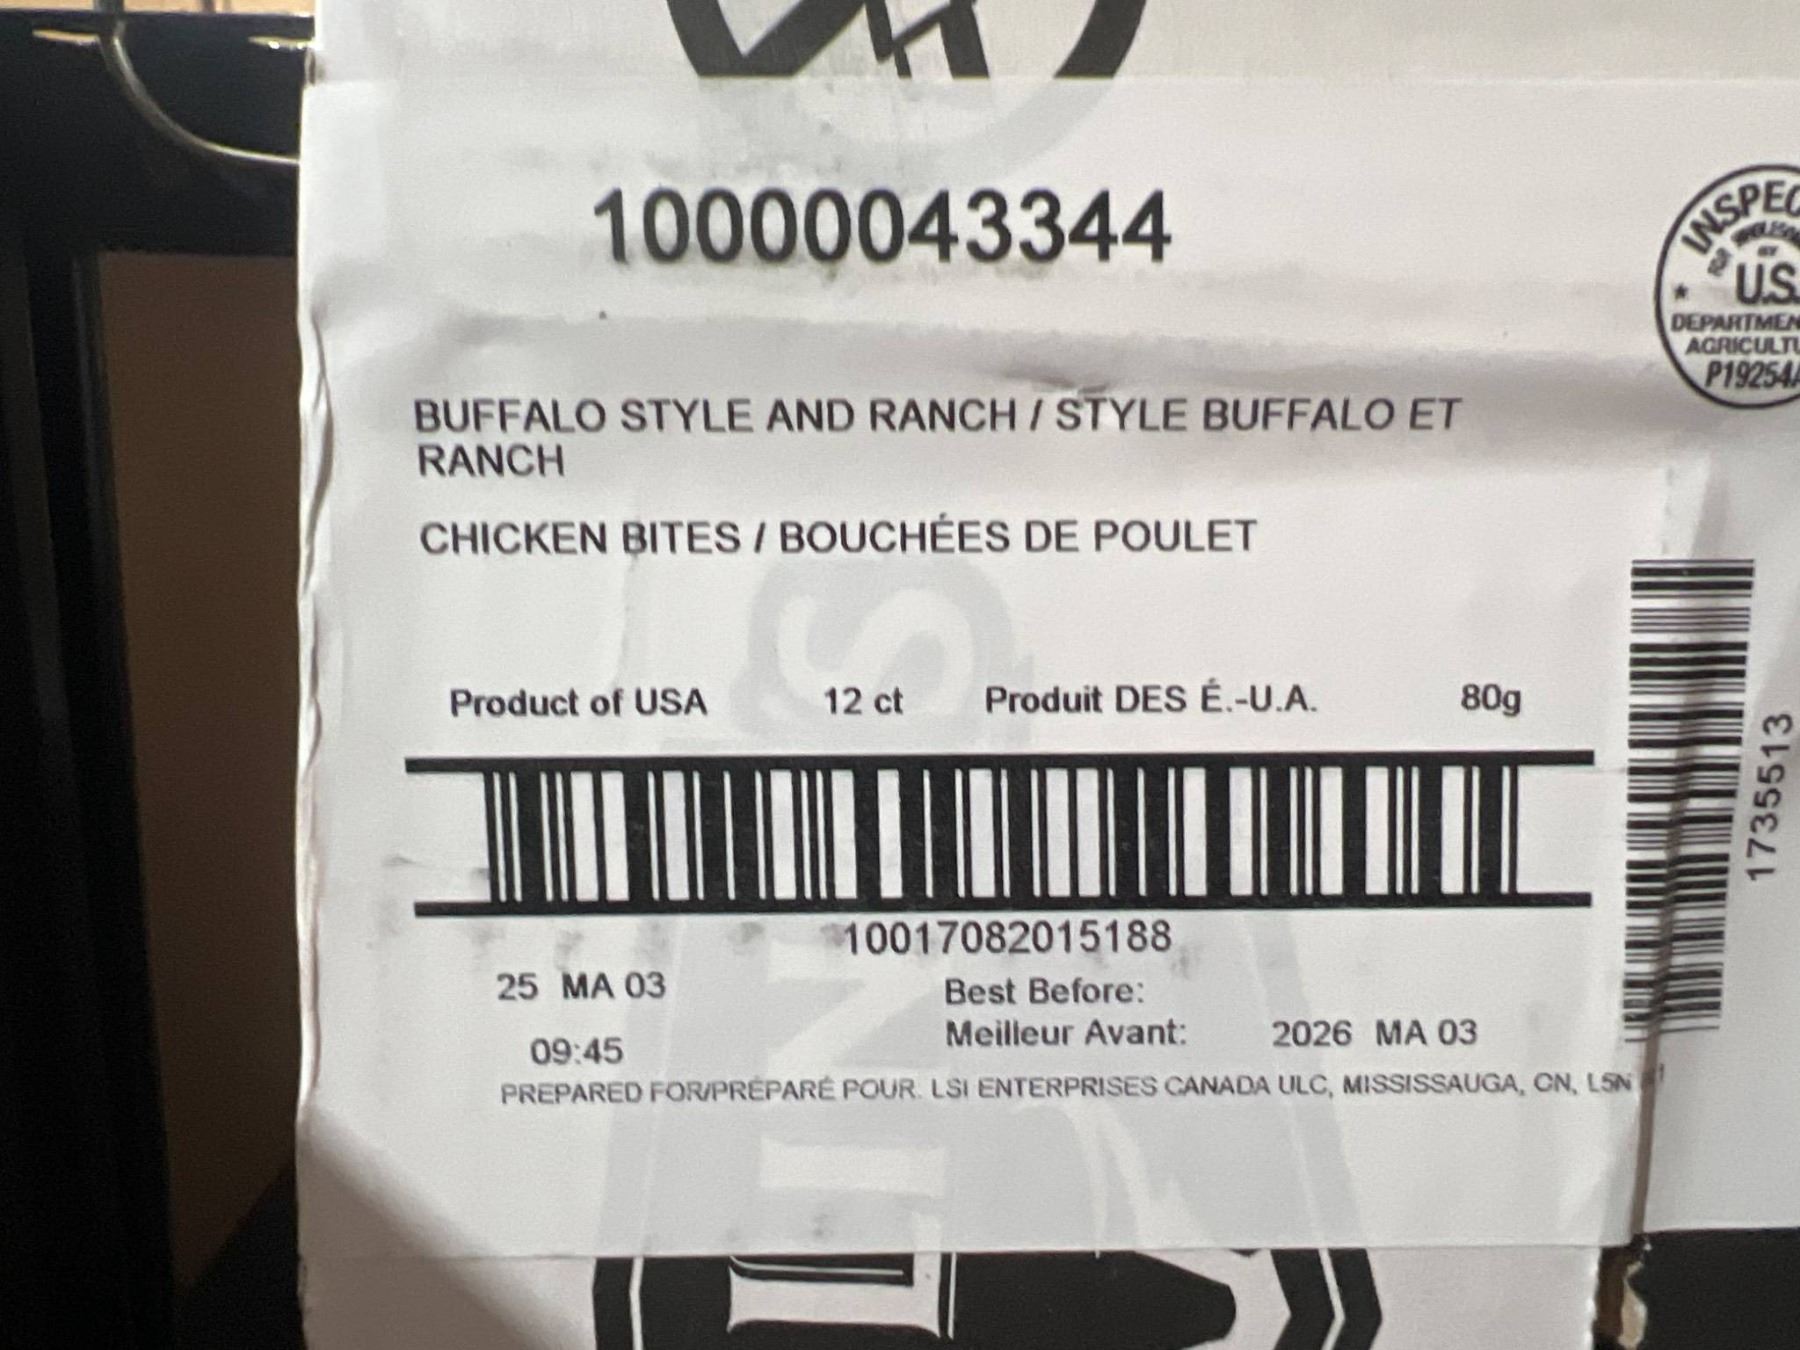 10000043344
INSPEC
FOR
BY
U.S.
DEPARTMEN
AGRICULTU
P19254A
BUFFALO STYLE AND RANCH / STYLE BUFFALO ET
RANCH
CHICKEN BITES / BOUCHÉES DE POULET
Product of USA 12 ct Produit DES É.-U.A. 80g
10017082015188
25 MA 03 Best Before:
Meilleur Avant: 2026 MA 03
09:45
PREPARED FOR/PRÉPARÉ POUR. LSI ENTERPRISES CANADA ULC, MISSISSAUGA, ON, L5N
1735513